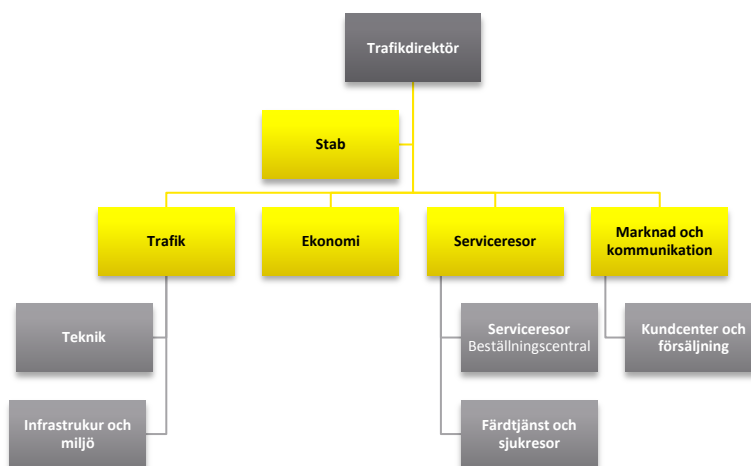 Trafikdirektör
Stab
Trafik
Ekonomi
Serviceresor
Marknad och
kommunikation
Teknik
Serviceresor
Beställningscentral
Kundcenter och
försäljning
Infrastrukur och
miljö
Färdtjänst och
sjukresor